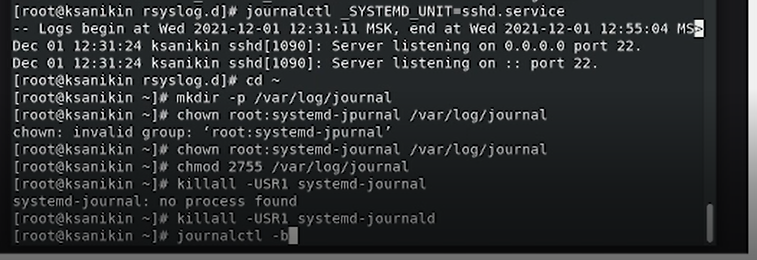 [root@ksanikin rsyslog.d]# journalctl _SYSTEMD_UNIT=sshd.service
-- Logs begin at Wed 2021-12-01 12:31:11 MSK, end at Wed 2021-12-01 12:55:04 MS>
Dec 01 12:31:24 ksanikin sshd[1090]: Server listening on 0.0.0.0 port 22.
Dec 01 12:31:24 ksanikin sshd[1090]: Server listening on :: port 22.
[root@ksanikin rsyslog.d]# cd ~
[root@ksanikin ~]# mkdir -p /var/log/journal
[root@ksanikin ~]# chown root:systemd-jpurnal /var/log/journal
chown: invalid group: ‘root:systemd-jpurnal’
[root@ksanikin ~]# chown root:systemd-journal /var/log/journal
[root@ksanikin ~]# chmod 2755 /var/log/journal
[root@ksanikin ~]# killall -USR1 systemd-journal
systemd-journal: no process found
[root@ksanikin ~]# killall -USR1 systemd-journald
[root@ksanikin ~]# journalctl -b